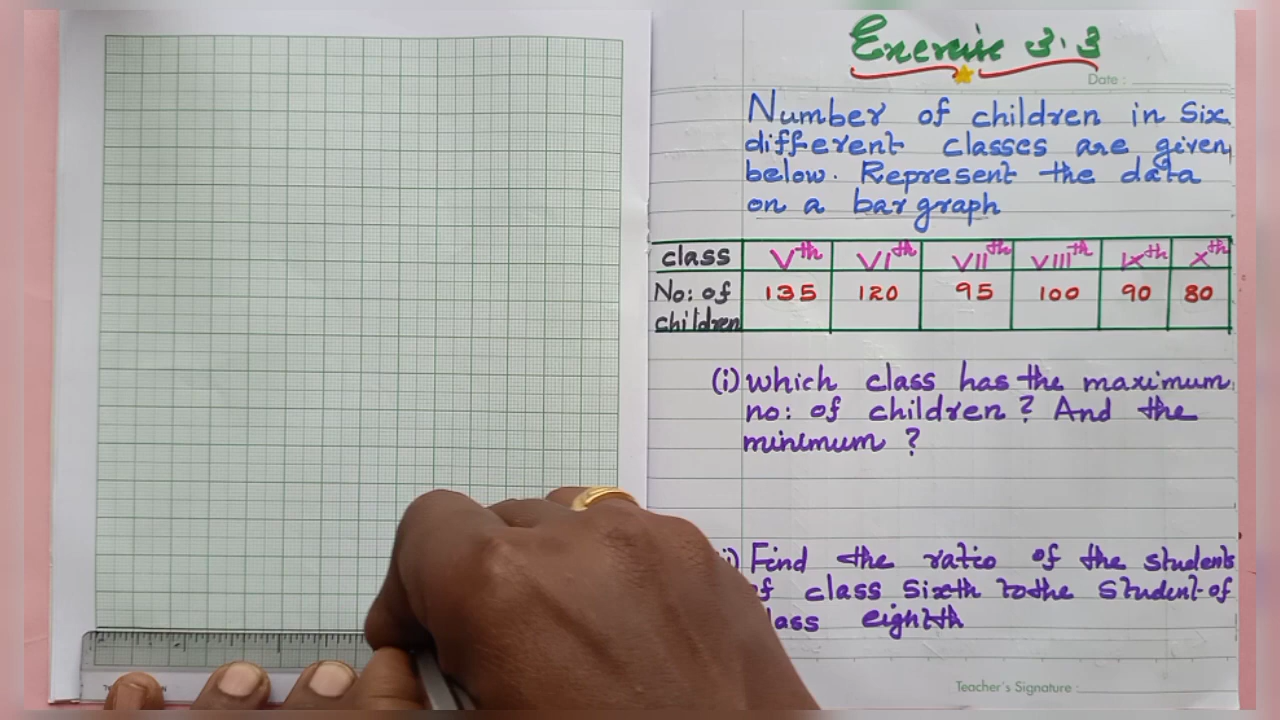 Exercise 3.3
Date :
Number of children in six
different classes are given
below. Represent the data
on a bar graph
class Vth VIth VIIth VIIIth IXth Xth
No: of 135 120 95 100 90 80
children
(i) which class has the maximum
no: of children ? And the
minimum ?
Find the ratio of the students
of class sixth to the student of
class eighth
Teacher's Signature :